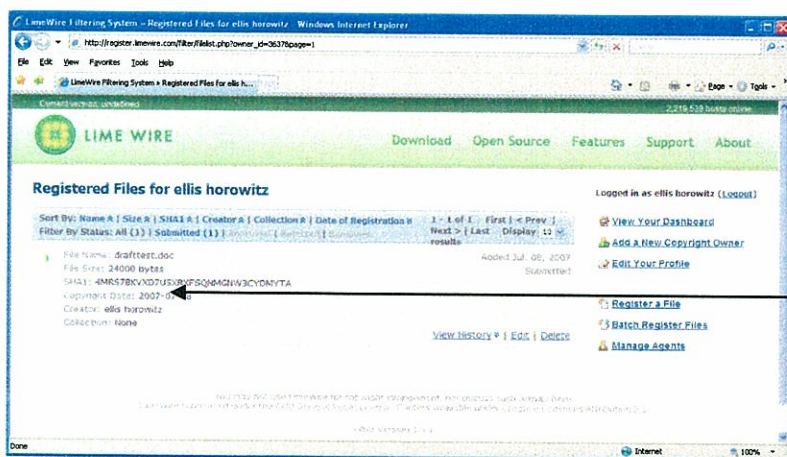 LimeWire Filtering System - Registered Files for ellis horowitz - Windows Internet Explorer
http://register.limewire.com/filter/filelist.php?owner_id=3637&page=1
File Edit View Favorites Tools Help
LimeWire Filtering System » Registered Files for ellis h...
Page Tools
Current version: undefined
2,219,539 hosts online
LIME WIRE
Download Open Source Features Support About
Registered Files for ellis horowitz
Logged in as ellis horowitz (Logout)
Sort By: Name | Size | SHA1 | Creator | Collection | Date of Registration
Filter By Status: All (1) | Submitted (1) |
1 - 1 of 1 First | < Prev |
Next > | Last Display 10
results
1
File Name: drafttest.doc
File Size: 24000 bytes
SHA1:
Copyright Date:
Creator: ellis horowitz
Collection: None
Added Jul. 08, 2007
Submitted
View History | Edit | Delete
View Your Dashboard
Add a New Copyright Owner
Edit Your Profile
Register a File
Batch Register Files
Manage Agents
Done
Internet
100%